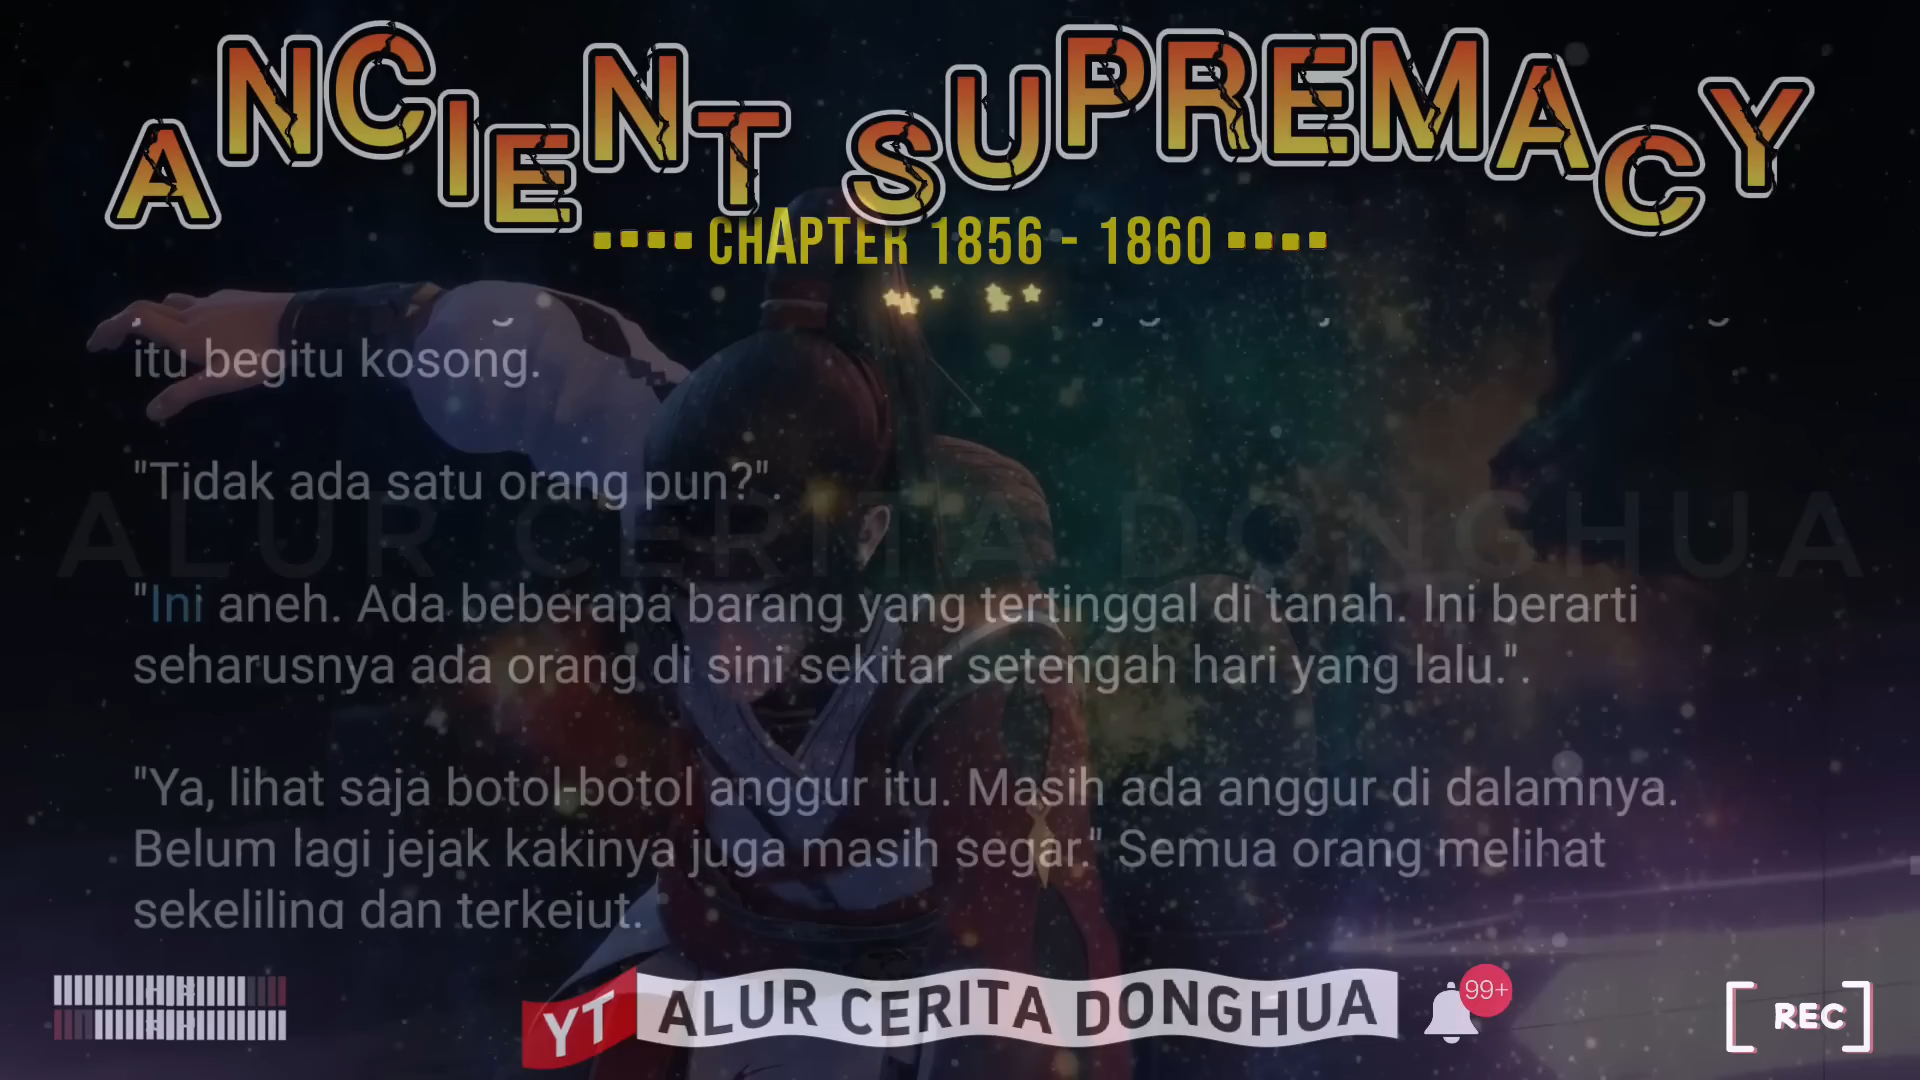 ANCIENT SUPREMACY
CHAPTER 1856 - 1860
itu begitu kosong.
"Tidak ada satu orang pun?".
ALUR CERITA DONGHUA
"Ini aneh. Ada beberapa barang yang tertinggal di tanah. Ini berarti
seharusnya ada orang di sini sekitar setengah hari yang lalu.".
"Ya, lihat saja botol-botol anggur itu. Masih ada anggur di dalamnya.
Belum lagi jejak kakinya juga masih segar." Semua orang melihat
sekeliling dan terkejut.
YT ALUR CERITA DONGHUA
99+
REC